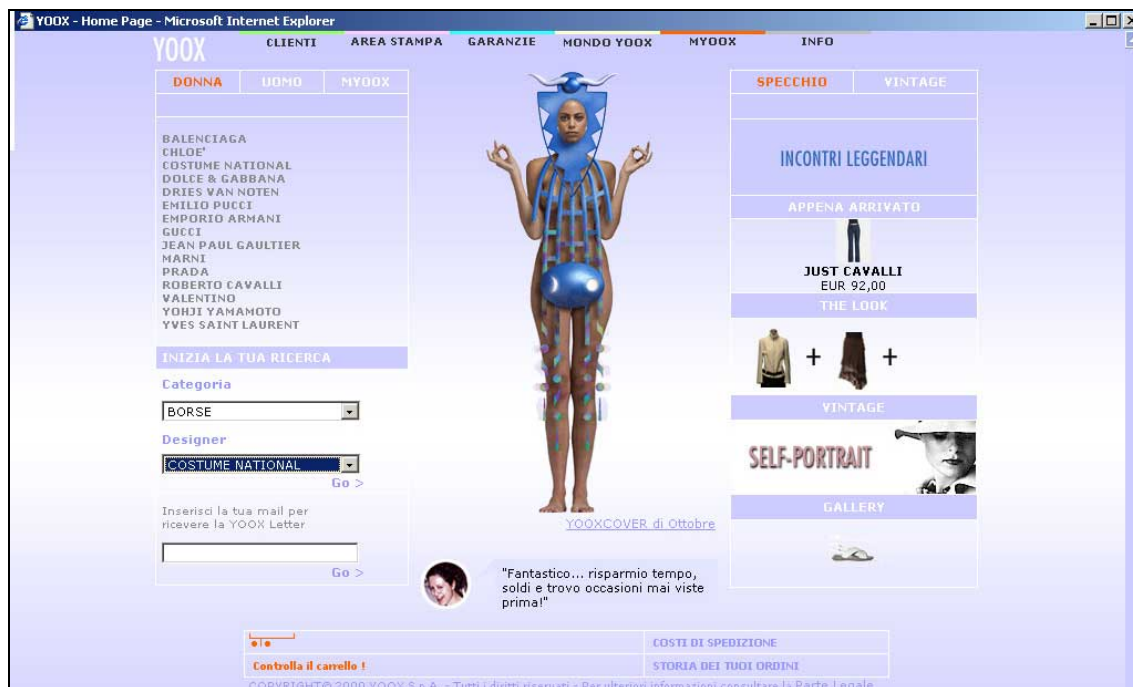 YOOX - Home Page - Microsoft Internet Explorer
YOOX
CLIENTI AREA STAMPA GARANZIE MONDO YOOX MYOOX INFO
DONNA UOMO MYOOX
BALENCIAGA
CHLOE'
COSTUME NATIONAL
DOLCE & GABBANA
DRIES VAN NOTEN
EMILIO PUCCI
EMPORIO ARMANI
GUCCI
JEAN PAUL GAULTIER
MARNI
PRADA
ROBERTO CAVALLI
VALENTINO
YOHJI YAMAMOTO
YVES SAINT LAURENT
INIZIA LA TUA RICERCA
Categoria
BORSE
Designer
COSTUME NATIONAL
Go >
Inserisci la tua mail per
ricevere la YOOX Letter
Go >
YOOXCOVER di Ottobre
"Fantastico... risparmio tempo,
soldi e trovo occasioni mai viste
prima!"
SPECCHIO VINTAGE
INCONTRI LEGGENDARI
APPENA ARRIVATO
JUST CAVALLI
EUR 92,00
THE LOOK
+ +
VINTAGE
SELF-PORTRAIT
GALLERY
COSTI DI SPEDIZIONE
Controlla il carrello ! STORIA DEI TUOI ORDINI
COPYRIGHT© 2000 YOOX S.p.A. - Tutti i diritti riservati - Per ulteriori informazioni consultare la Parte Legale